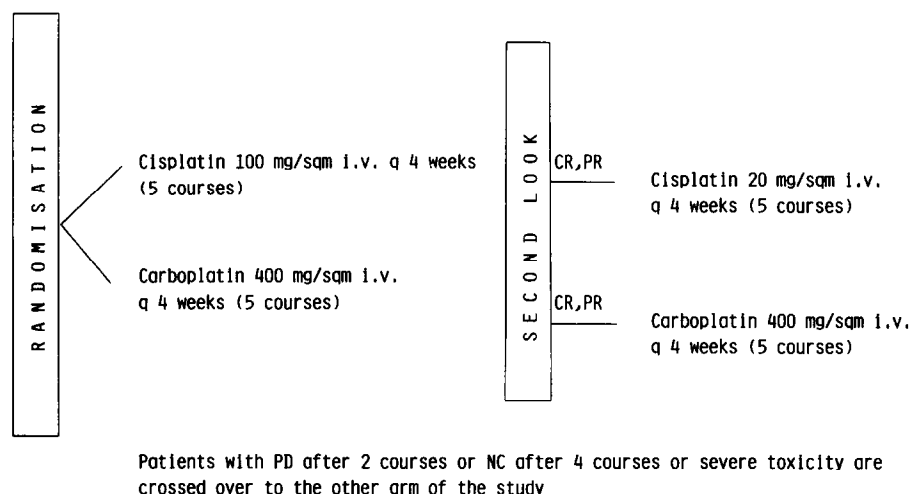 RANDOMISATION
Cisplatin 100 mg/sqm i.v. q 4 weeks
(5 courses)
Carboplatin 400 mg/sqm i.v.
q 4 weeks (5 courses)
SECOND LOOK
CR,PR
Cisplatin 20 mg/sqm i.v.
q 4 weeks (5 courses)
CR,PR
Carboplatin 400 mg/sqm i.v.
q 4 weeks (5 courses)
Patients with PD after 2 courses or NC after 4 courses or severe toxicity are
crossed over to the other arm of the study